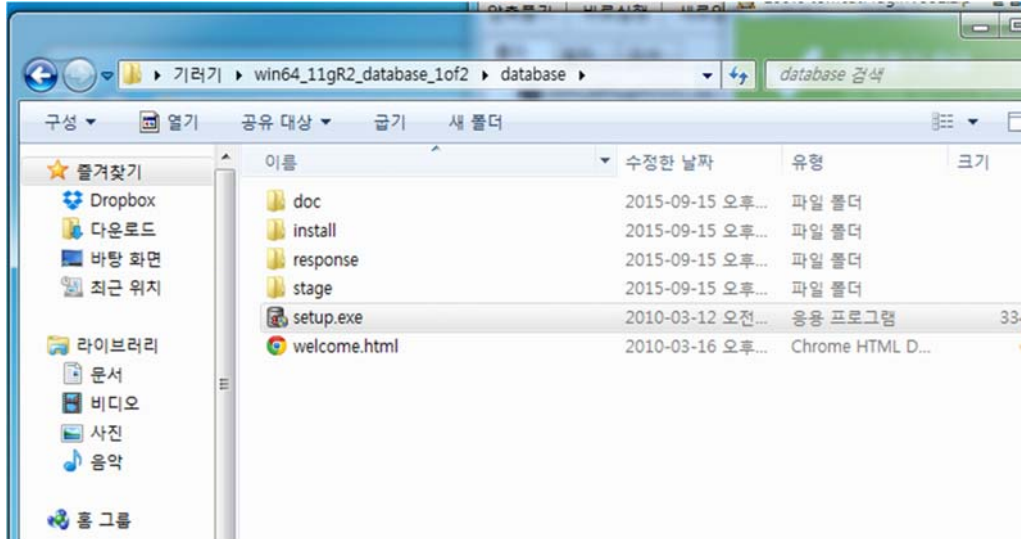 기러기 ▸ win64_11gR2_database_1of2 ▸ database ▸
database 검색
구성 열기 공유 대상 굽기 새 폴더
즐겨찾기
Dropbox
다운로드
바탕 화면
최근 위치
라이브러리
문서
비디오
사진
음악
홈 그룹
이름 수정한 날짜 유형 크기
doc 2015-09-15 오후... 파일 폴더
install 2015-09-15 오후... 파일 폴더
response 2015-09-15 오후... 파일 폴더
stage 2015-09-15 오후... 파일 폴더
setup.exe 2010-03-12 오전... 응용 프로그램 334
welcome.html 2010-03-16 오후... Chrome HTML D...